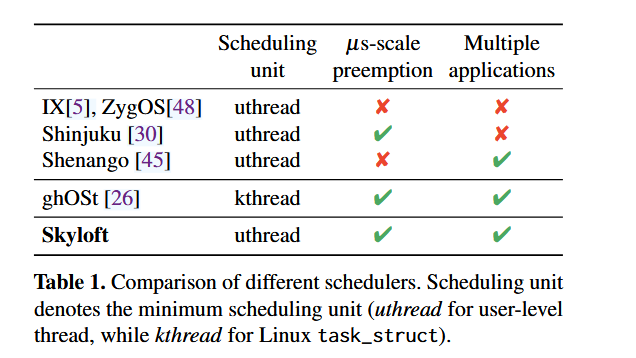 Scheduling μs-scale Multiple
unit preemption applications
IX[5], ZygOS[48] uthread ✘ ✘
Shinjuku [30] uthread ✔ ✘
Shenango [45] uthread ✘ ✔
ghOSt [26] kthread ✔ ✔
Skyloft uthread ✔ ✔
Table 1. Comparison of different schedulers. Scheduling unit
denotes the minimum scheduling unit (uthread for user-level
thread, while kthread for Linux task_struct).